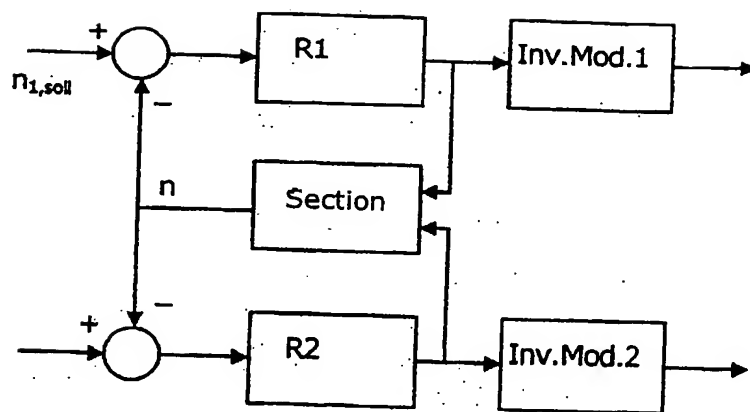 +
R1
Inv.Mod.1
n1,soll
−
n
Section
−
+
R2
Inv.Mod.2